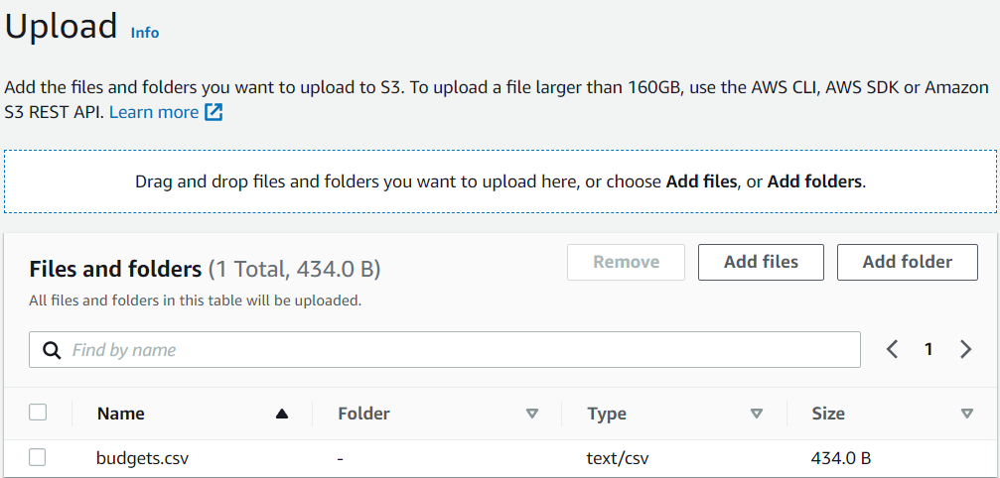 Upload Info
Add the files and folders you want to upload to S3. To upload a file larger than 160GB, use the AWS CLI, AWS SDK or Amazon
S3 REST API. Learn more
Drag and drop files and folders you want to upload here, or choose Add files, or Add folders.
Files and folders (1 Total, 434.0 B) Remove Add files Add folder
All files and folders in this table will be uploaded.
Find by name 1
Name Folder Type Size
budgets.csv - text/csv 434.0 B